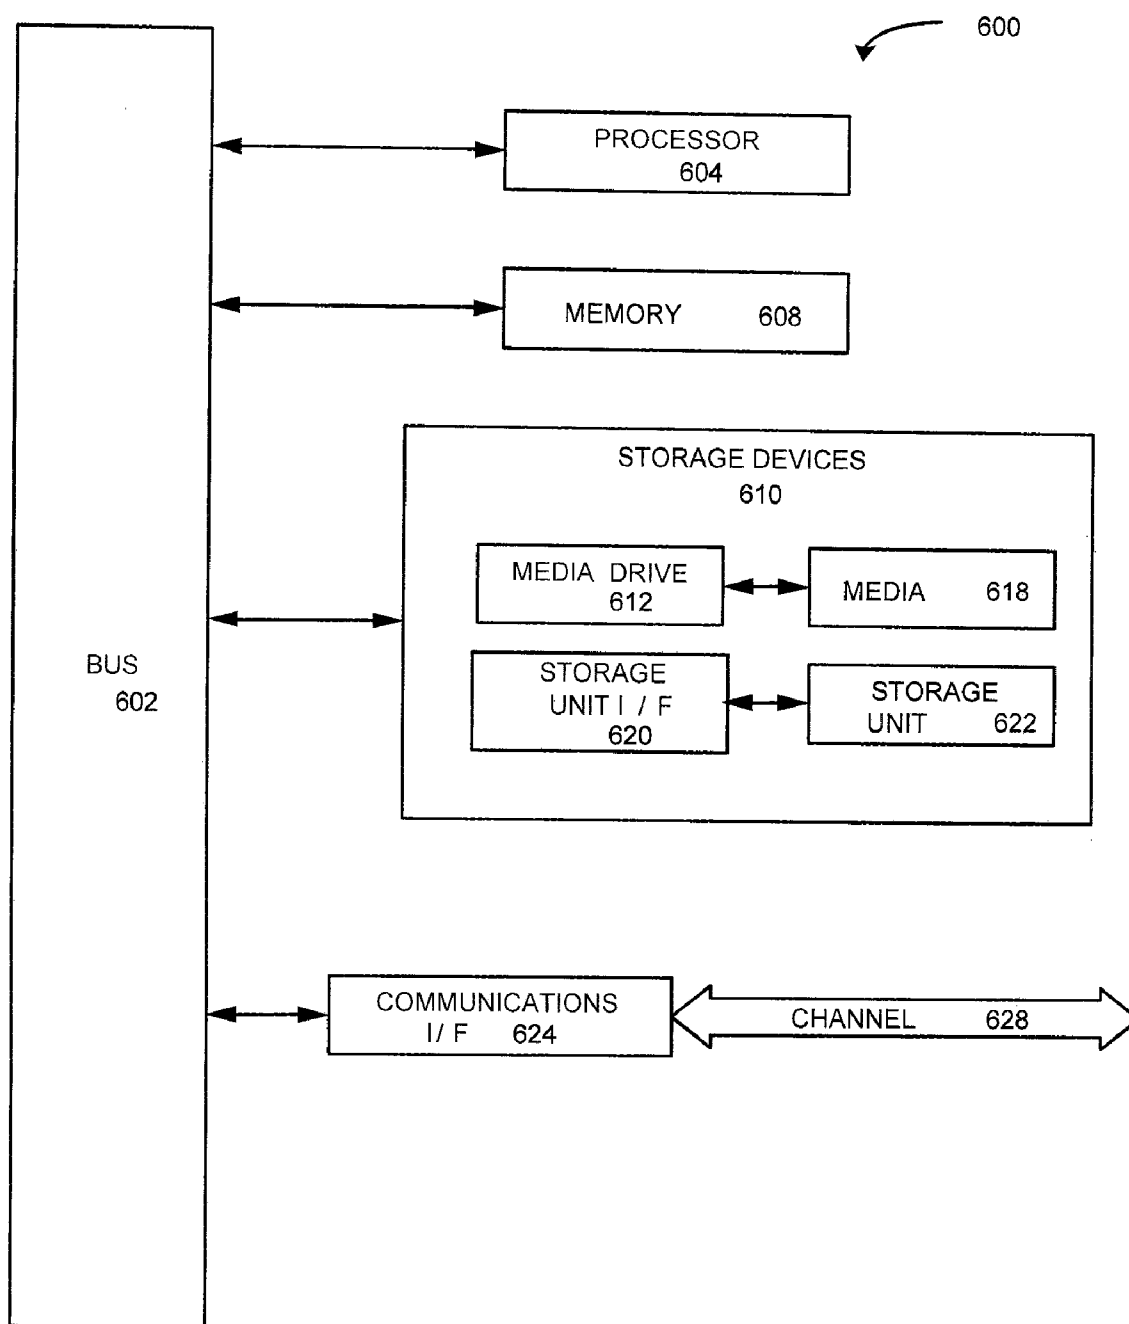 600
PROCESSOR
604
MEMORY 608
STORAGE DEVICES
610
MEDIA DRIVE
612
MEDIA 618
STORAGE
UNIT I / F
620
STORAGE
UNIT 622
BUS
602
COMMUNICATIONS
I / F 624
CHANNEL 628